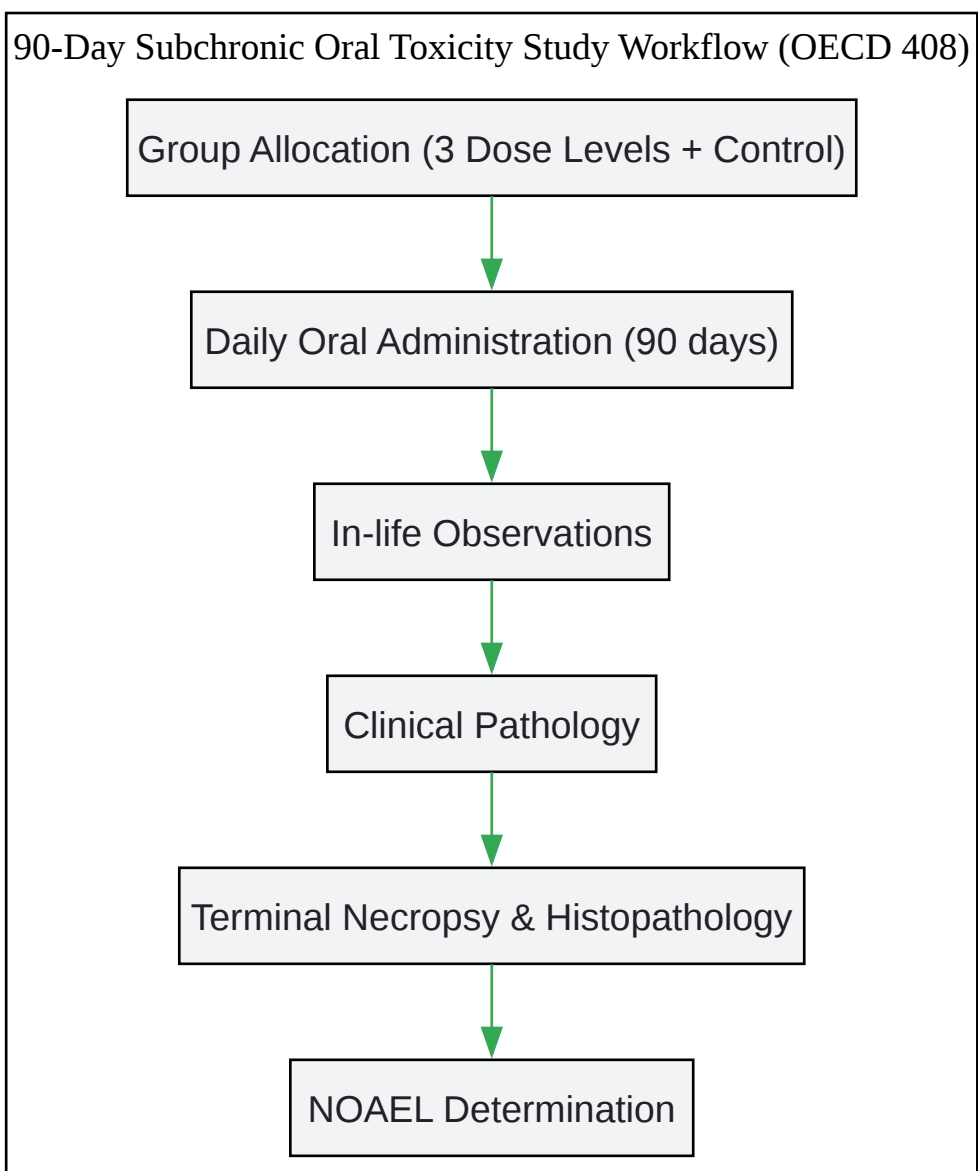 90-Day Subchronic Oral Toxicity Study Workflow (OECD 408)
Group Allocation (3 Dose Levels + Control)
Daily Oral Administration (90 days)
In-life Observations
Clinical Pathology
Terminal Necropsy & Histopathology
NOAEL Determination